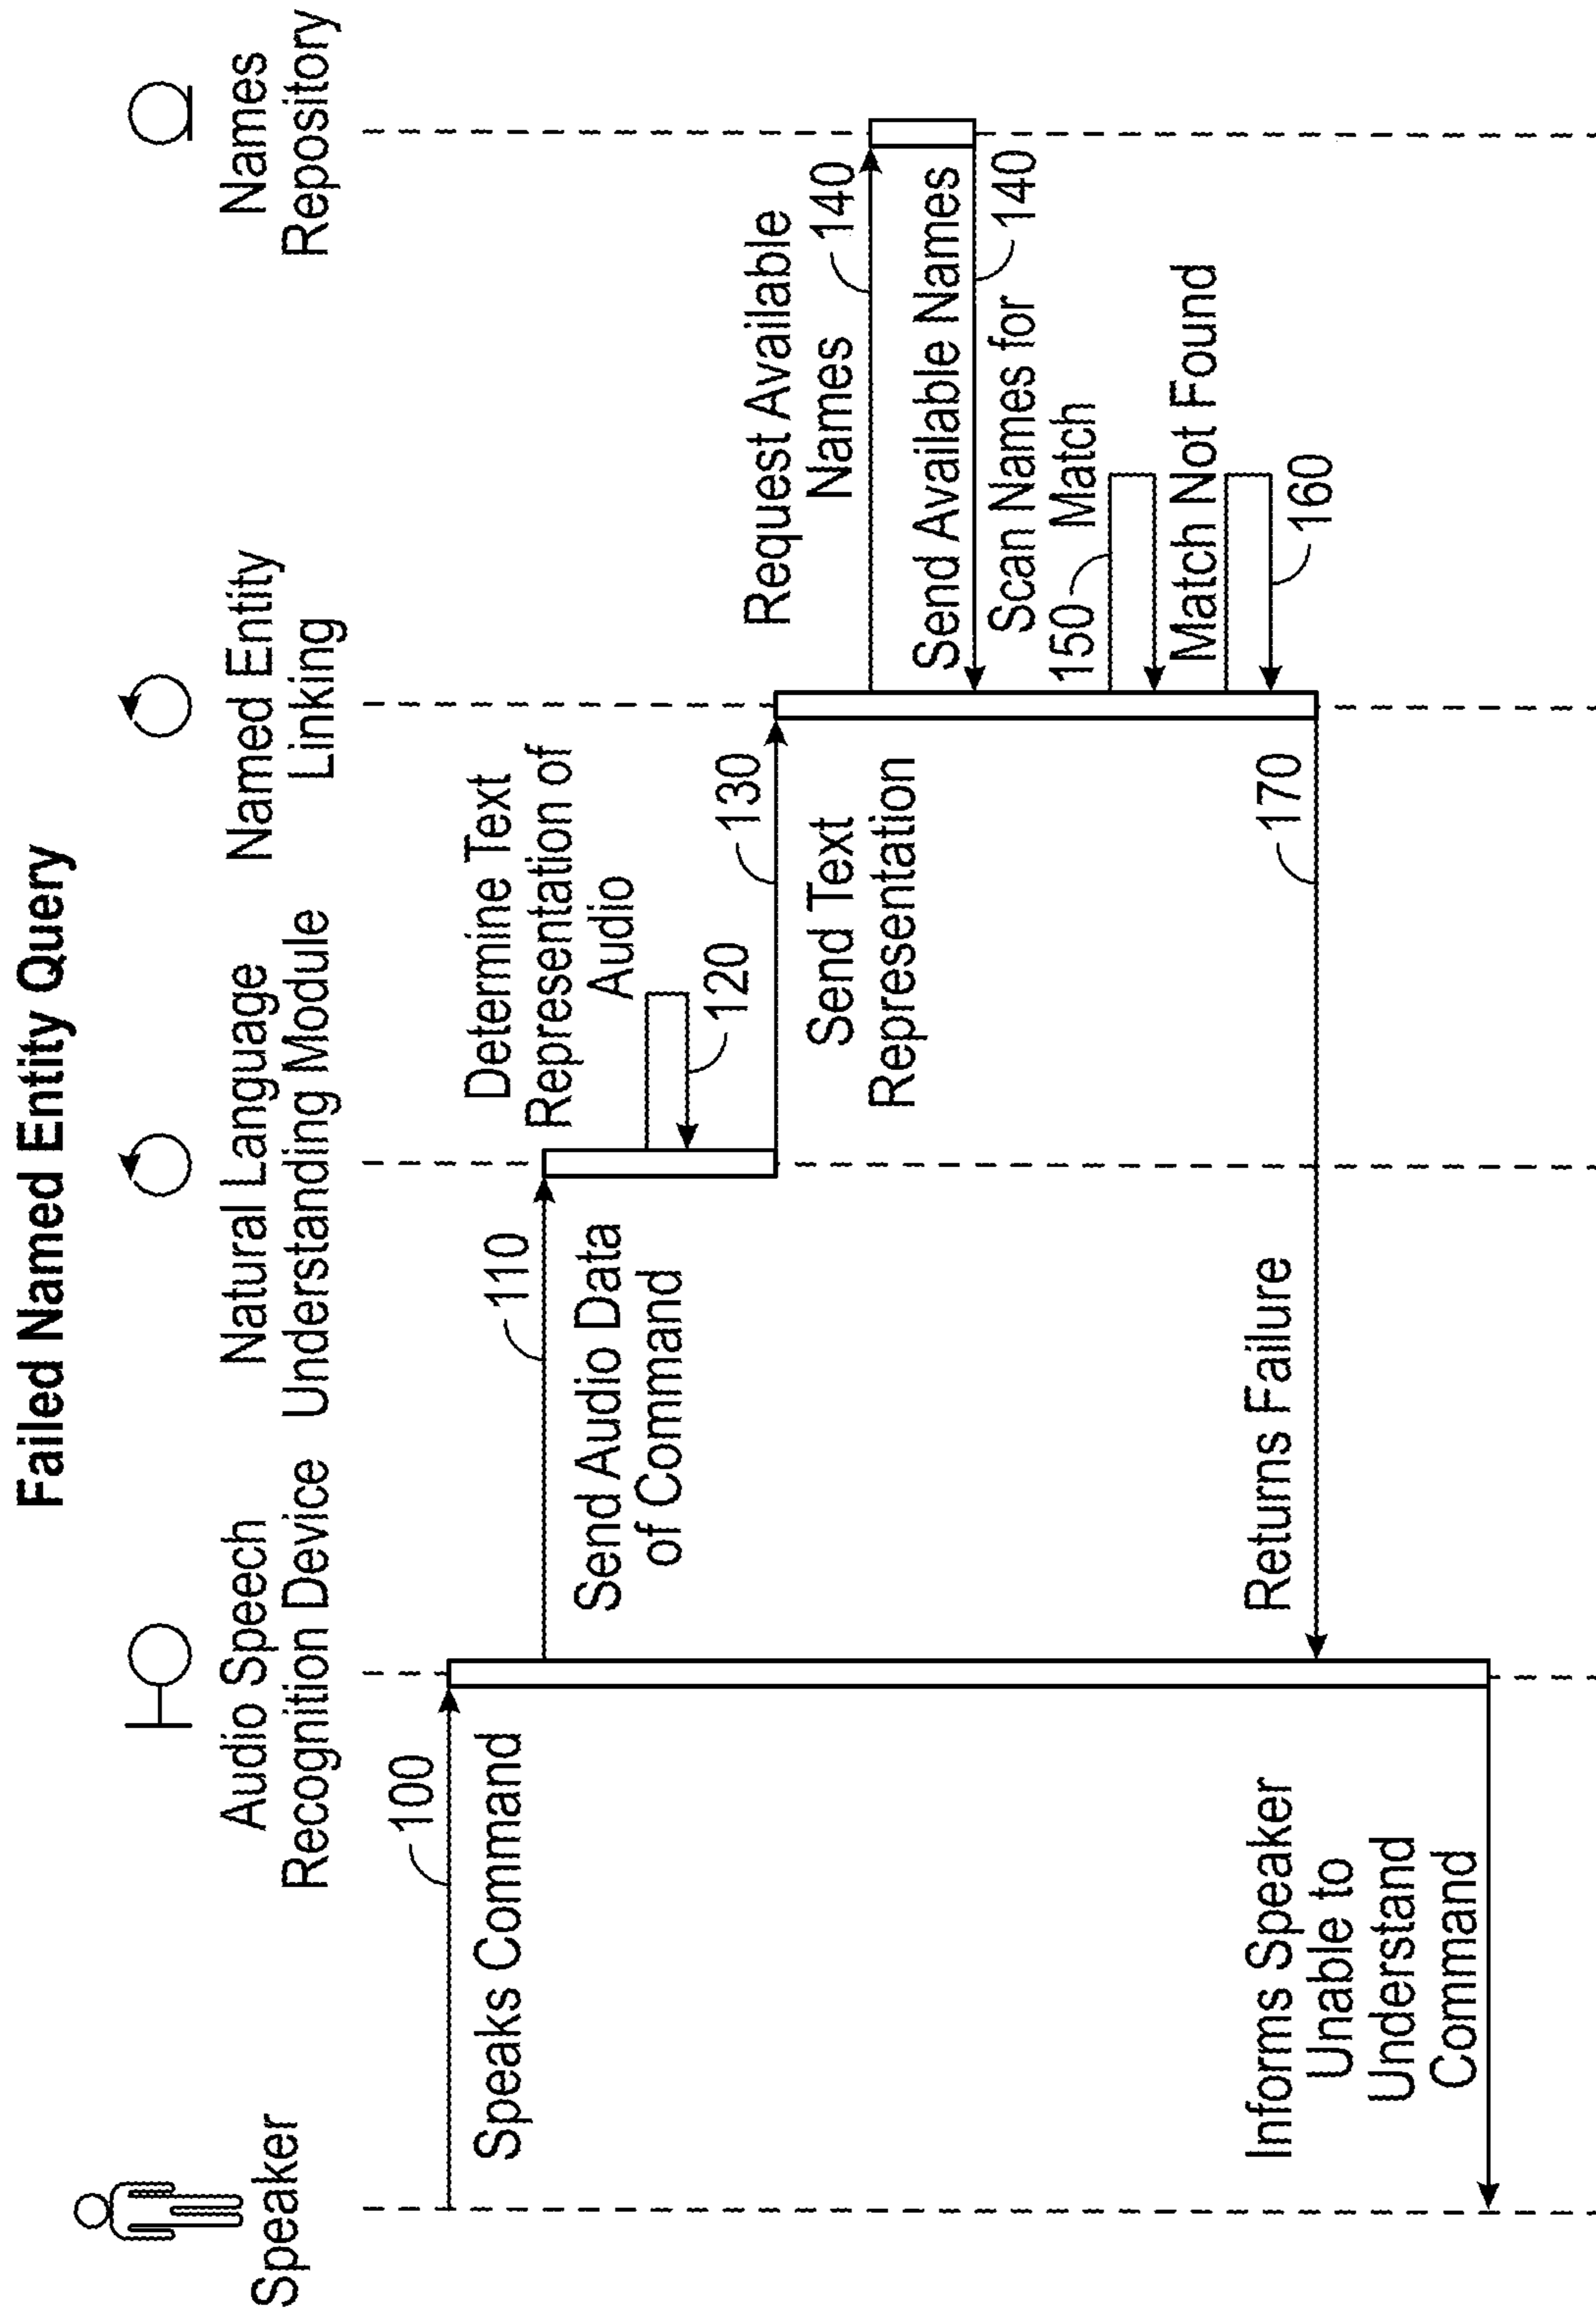 Failed Named Entity Query
Speaker
Audio Speech
Recognition Device
Natural Language
Understanding Module
Named Entity
Linking
Names
Repository
100
Speaks Command
110
Send Audio Data
of Command
Determine Text
Representation of
Audio
120
130
Send Text
Representation
Request Available
Names
140
Send Available Names
140
Scan Names for
Match
150
Match Not Found
160
170
Returns Failure
Informs Speaker
Unable to
Understand
Command